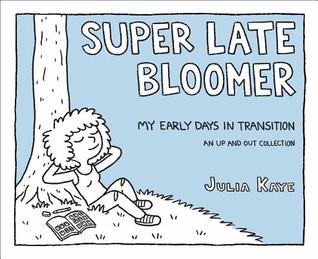 SUPER LATE
BLOOMER
MY EARLY DAYS IN TRANSITION
AN UP AND OUT COLLECTION
JULIA KAYE